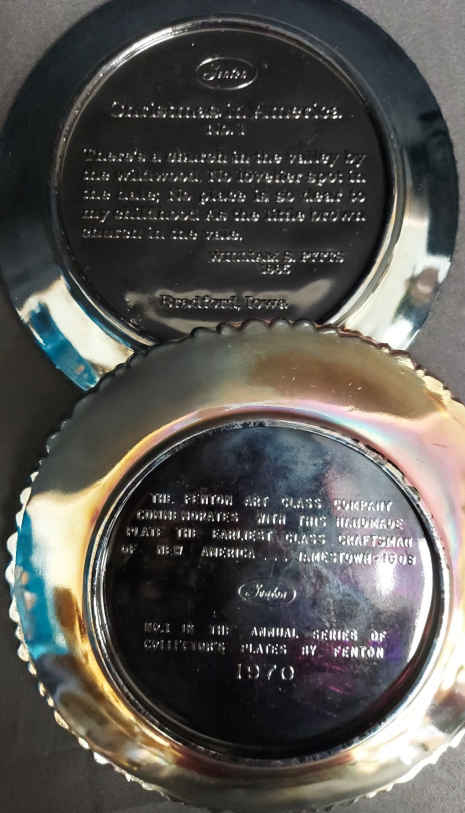 Fenton
Christmas in America
No. 1
There's a church in the valley by
the wildwood No lovelier spot in
the dale; No place is so dear to
my childhood As the little brown
church in the vale.
WILLIAM S. PITTS
Bradford, Iowa
THE FENTON ART GLASS COMPANY
COMMEMORATES WITH THIS HANDMADE
PLATE THE EARLIEST GLASS CRAFTSMAN
OF NEW AMERICA... JAMESTOWN-1608
Fenton
NO.1 IN THE ANNUAL SERIES OF
COLLECTOR'S PLATES BY FENTON
1970